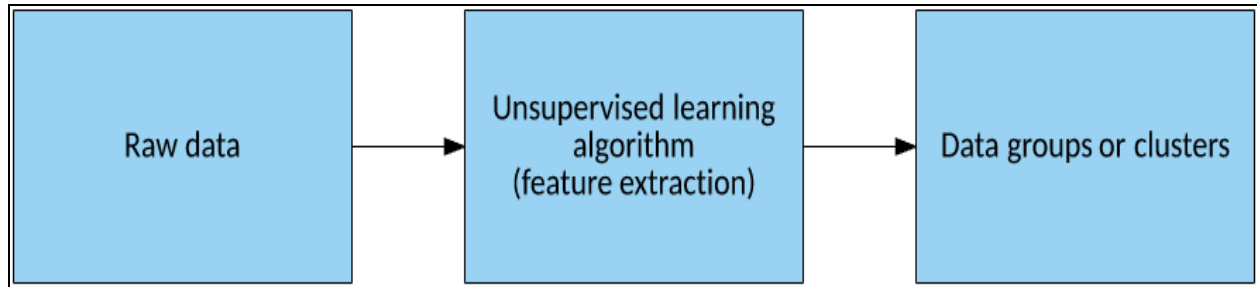 Raw data
Unsupervised learning
algorithm
(feature extraction)
Data groups or clusters